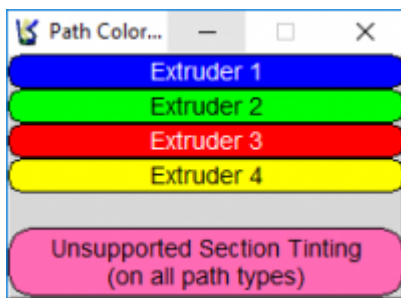 Path Color...
Extruder 1
Extruder 2
Extruder 3
Extruder 4
Unsupported Section Tinting
(on all path types)